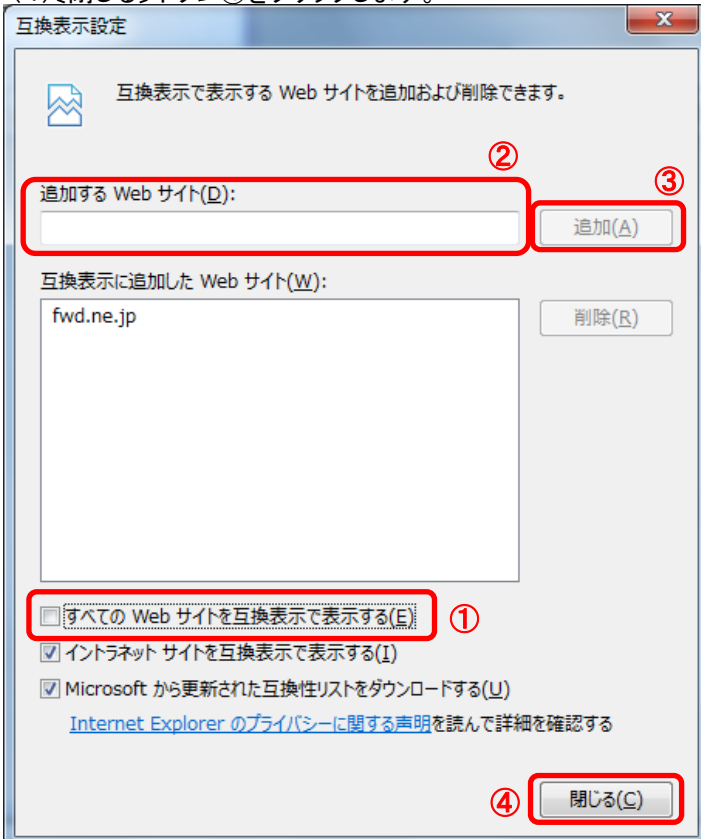 互換表示設定
互換表示で表示する Web サイトを追加および削除できます。
②
③
追加する Web サイト(D):
追加(A)
互換表示に追加した Web サイト(W):
fwd.ne.jp
削除(R)
すべての Web サイトを互換表示で表示する(E)
①
イントラネット サイトを互換表示で表示する(I)
Microsoft から更新された互換性リストをダウンロードする(U)
Internet Explorer のプライバシーに関する声明を読んで詳細を確認する
④
閉じる(C)